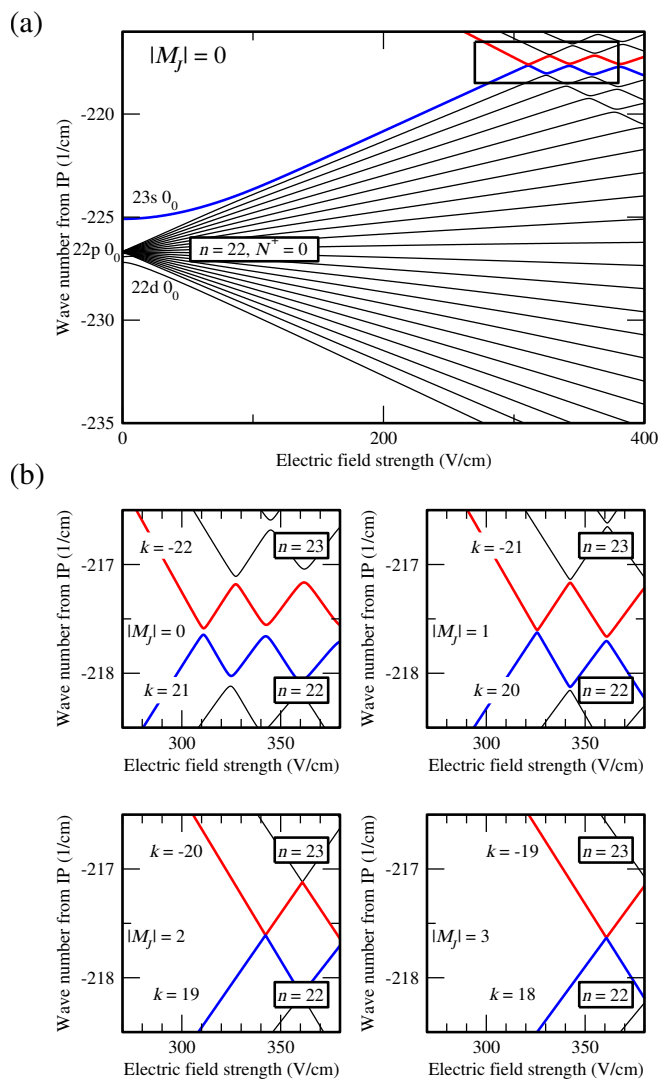 (a)
|M_J| = 0
Wave number from IP (1/cm)
-220
-225
-230
-235
23s 0_0
22p 0_0
22d 0_0
n = 22, N^+ = 0
0 200 400
Electric field strength (V/cm)
(b)
Wave number from IP (1/cm)
-217
-218
k = -22
n = 23
|M_J| = 0
k = 21
n = 22
300 350
Electric field strength (V/cm)
Wave number from IP (1/cm)
-217
-218
k = -21
n = 23
|M_J| = 1
k = 20
n = 22
300 350
Electric field strength (V/cm)
Wave number from IP (1/cm)
-217
-218
k = -20
n = 23
|M_J| = 2
k = 19
n = 22
300 350
Electric field strength (V/cm)
Wave number from IP (1/cm)
-217
-218
k = -19
n = 23
|M_J| = 3
k = 18
n = 22
300 350
Electric field strength (V/cm)